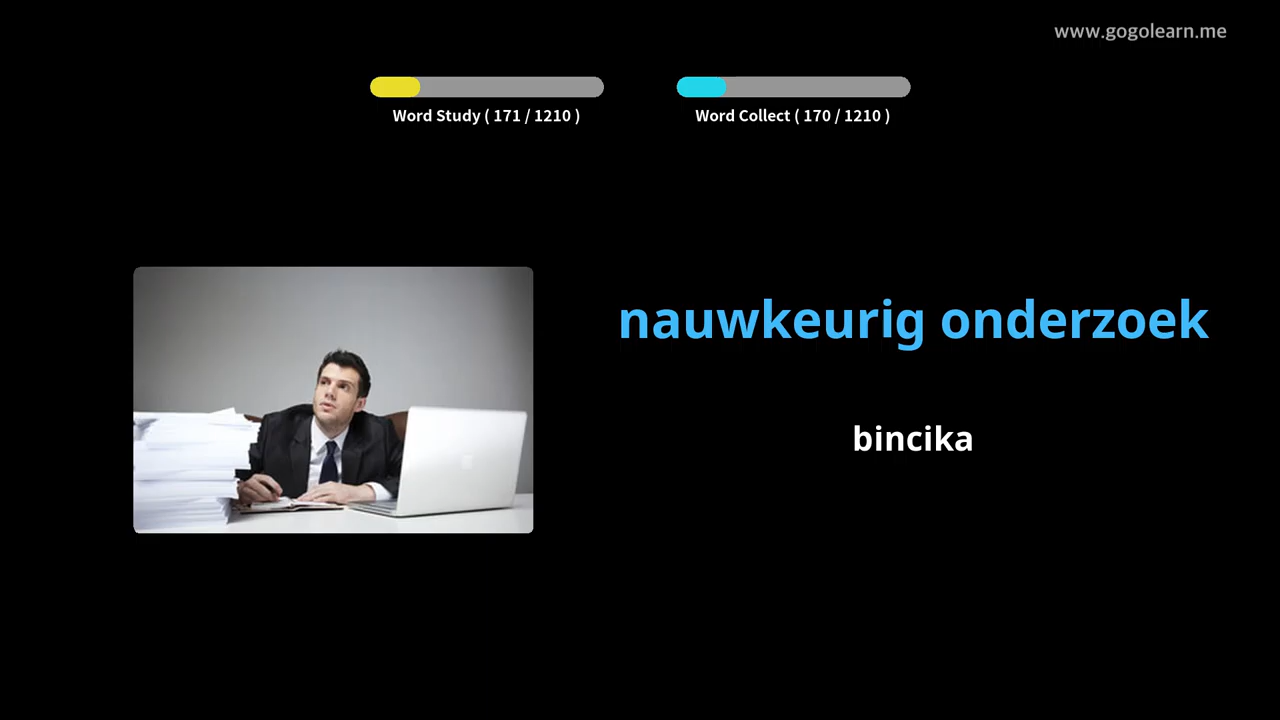 www.gogolearn.me
Word Study ( 171 / 1210 )
Word Collect ( 170 / 1210 )
nauwkeurig onderzoek
bincika